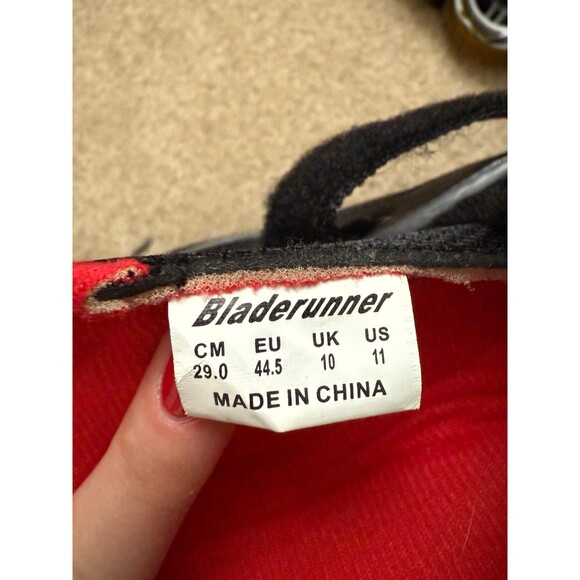 Bladerunner
CM EU UK US
29.0 44.5 10 11
MADE IN CHINA